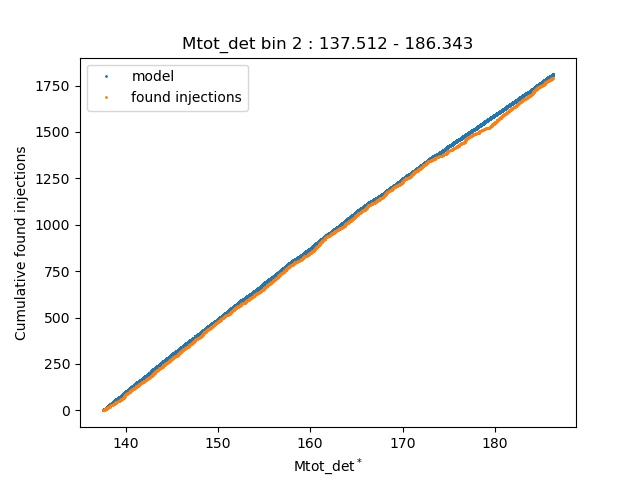 Mtot_det bin 2 : 137.512 - 186.343
model
found injections
Cumulative found injections
1750
1500
1250
1000
750
500
250
0
140 150 160 170 180
Mtot_det*